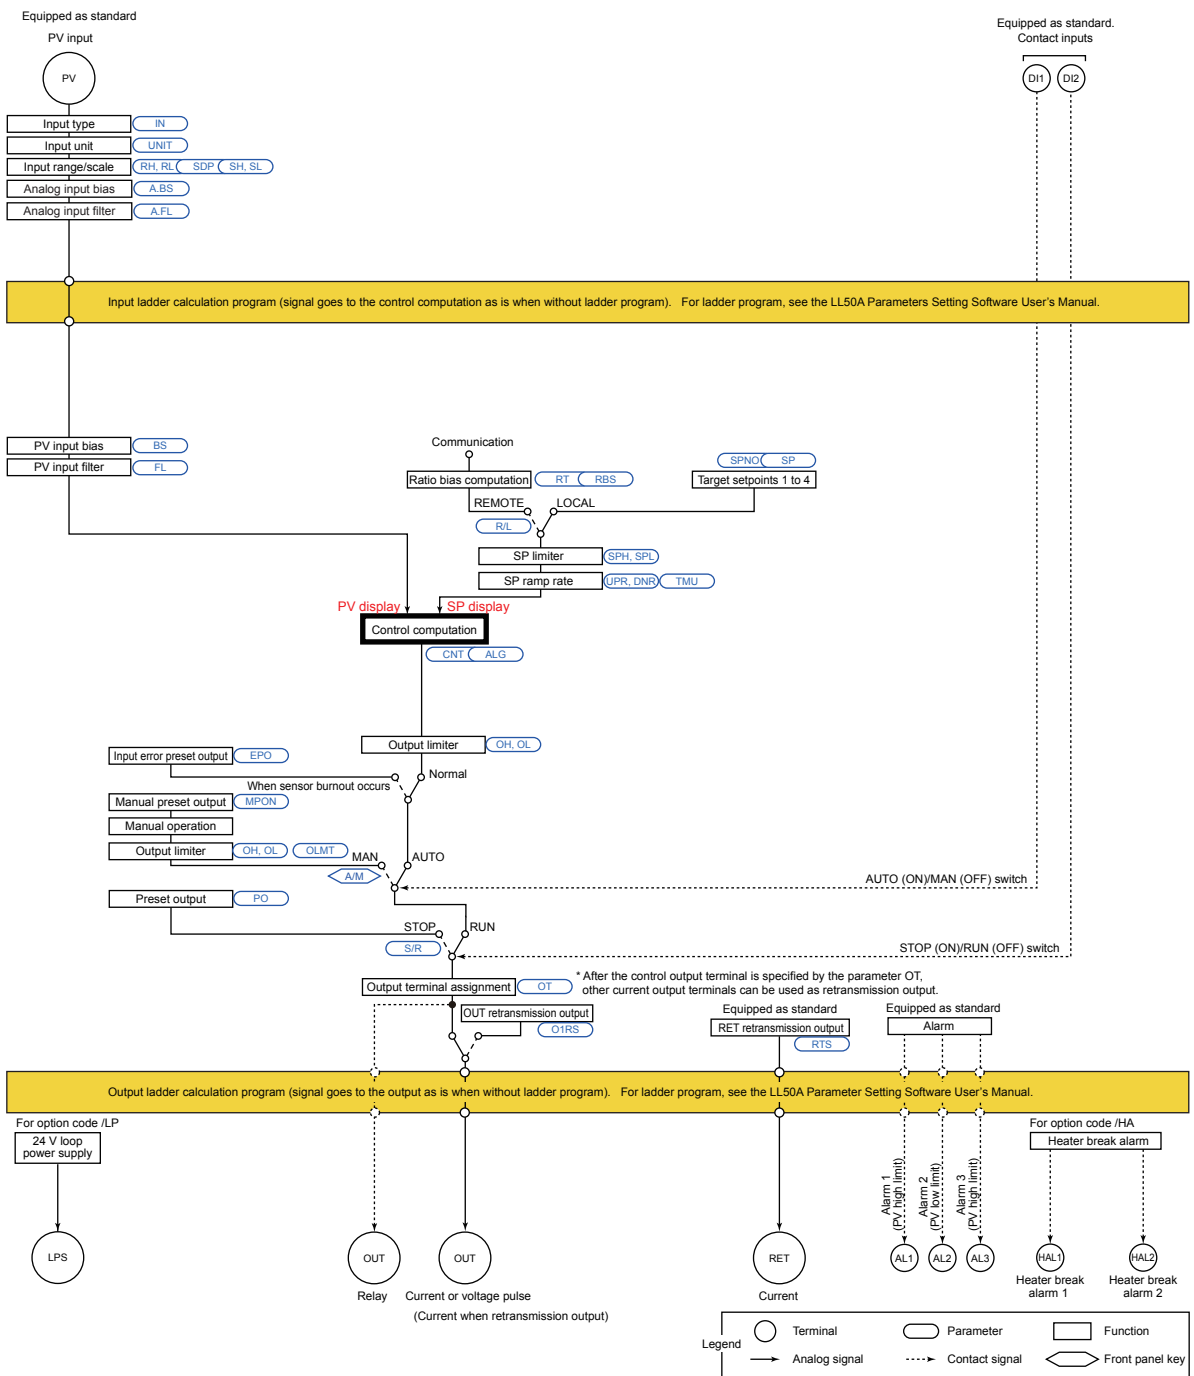 Equipped as standard
PV input
PV
Equipped as standard.
Contact inputs
DI1
DI2
Input type
IN
Input unit
UNIT
Input range/scale
RH, RL
SDP
SH, SL
Analog input bias
A.BS
Analog input filter
A.FL
Input ladder calculation program (signal goes to the control computation as is when without ladder program).   For ladder program, see the LL50A Parameters Setting Software User's Manual.
PV input bias
BS
PV input filter
FL
Communication
Ratio bias computation
RT
RBS
SPNO
SP
Target setpoints 1 to 4
REMOTE
LOCAL
R/L
SP limiter
SPH, SPL
SP ramp rate
UPR, DNR
TMU
PV display
SP display
Control computation
CNT
ALG
Output limiter
OH, OL
Input error preset output
EPO
Normal
When sensor burnout occurs
Manual preset output
MPON
Manual operation
Output limiter
OH, OL
OLMT
MAN
AUTO
A/M
AUTO (ON)/MAN (OFF) switch
Preset output
PO
STOP
RUN
S/R
STOP (ON)/RUN (OFF) switch
Output terminal assignment
OT
* After the control output terminal is specified by the parameter OT,
other current output terminals can be used as retransmission output.
OUT retransmission output
O1RS
Equipped as standard
RET retransmission output
RTS
Equipped as standard
Alarm
Output ladder calculation program (signal goes to the output as is when without ladder program).   For ladder program, see the LL50A Parameter Setting Software User's Manual.
For option code /LP
24 V loop
power supply
For option code /HA
Heater break alarm
Alarm 1
(PV high limit)
Alarm 2
(PV low limit)
Alarm 3
(PV high limit)
LPS
OUT
OUT
RET
AL1
AL2
AL3
HAL1
HAL2
Relay
Current or voltage pulse
(Current when retransmission output)
Current
Heater break
alarm 1
Heater break
alarm 2
Legend
Terminal
Parameter
Function
Analog signal
Contact signal
Front panel key